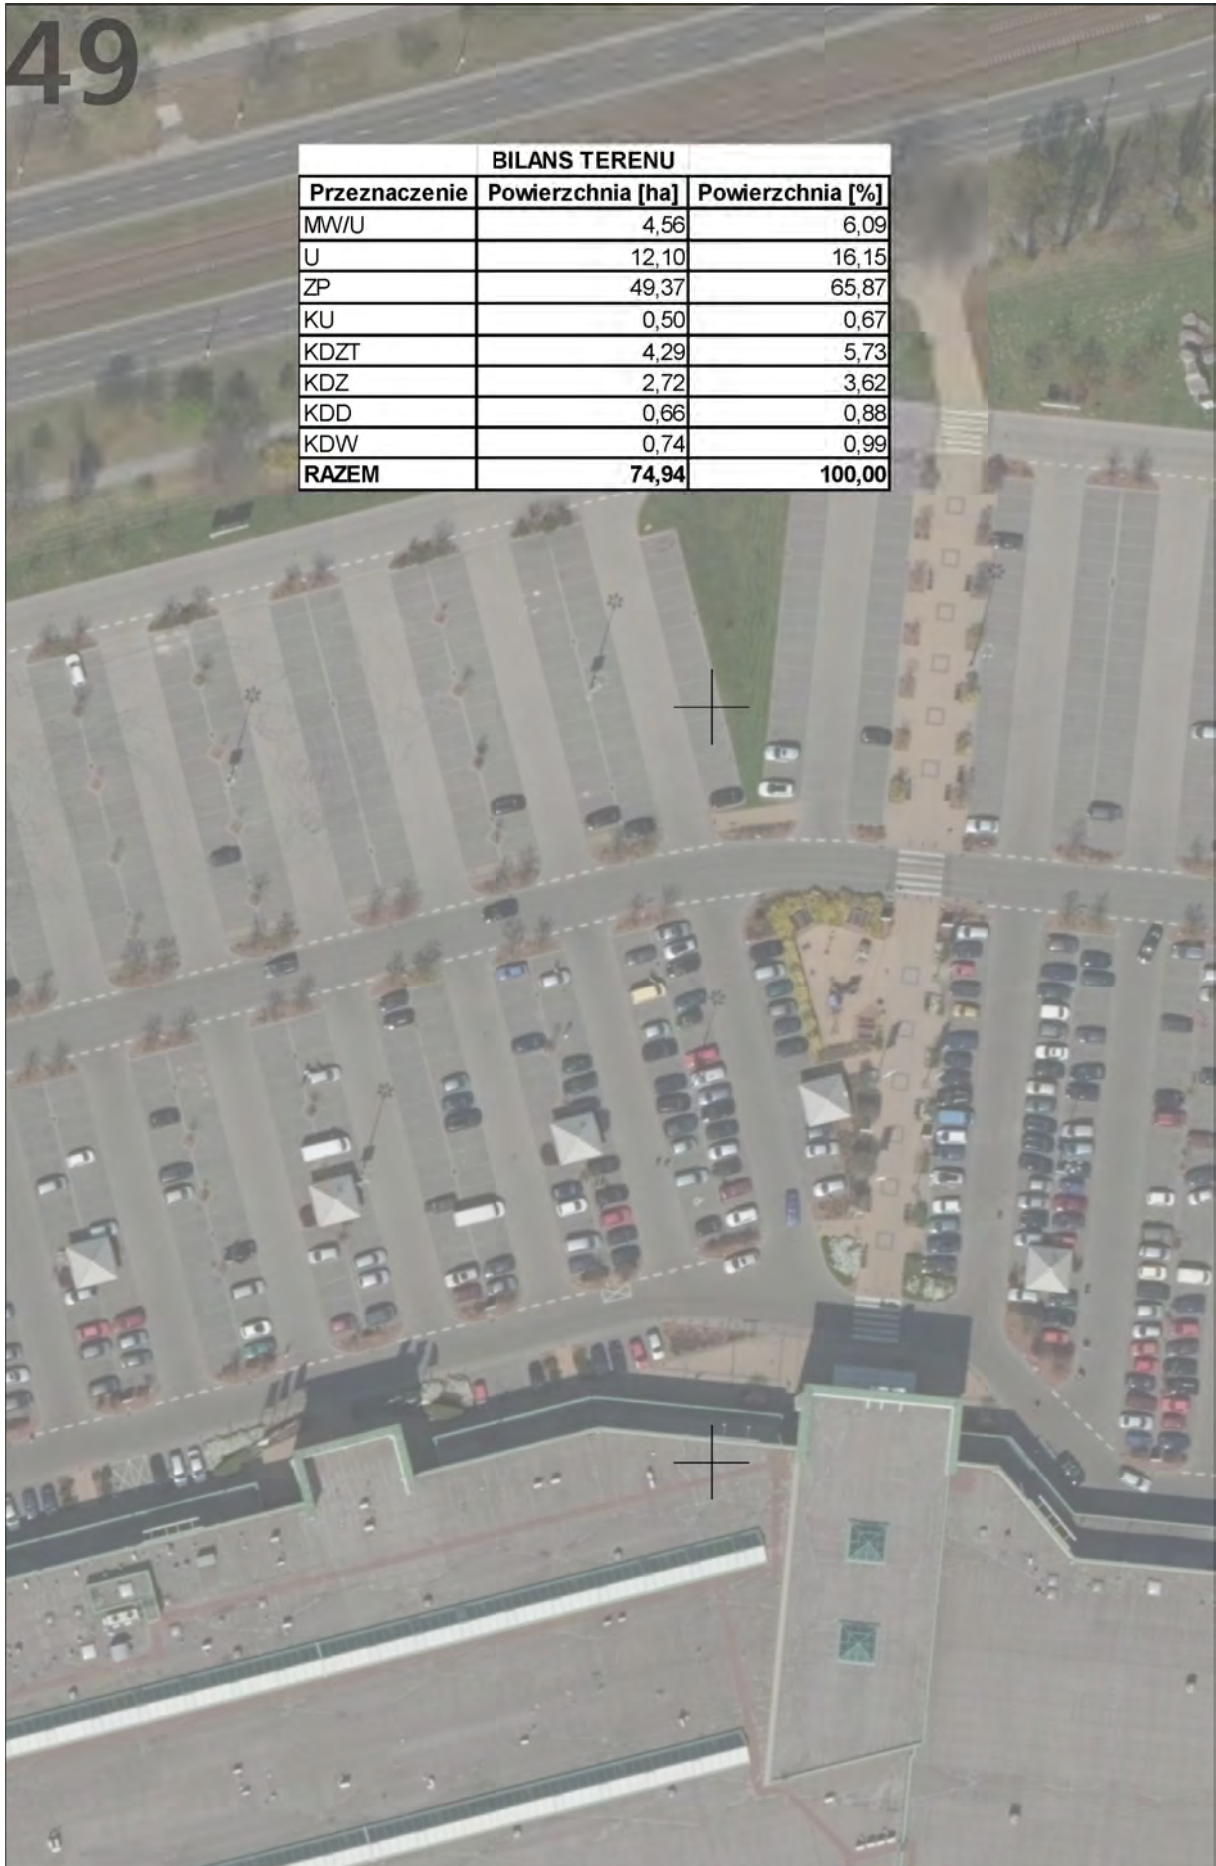 49
BILANS TERENU
Przeznaczenie Powierzchnia [ha] Powierzchnia [%]
MW/U 4,56 6,09
U 12,10 16,15
ZP 49,37 65,87
KU 0,50 0,67
KDZT 4,29 5,73
KDZ 2,72 3,62
KDD 0,66 0,88
KDW 0,74 0,99
RAZEM 74,94 100,00